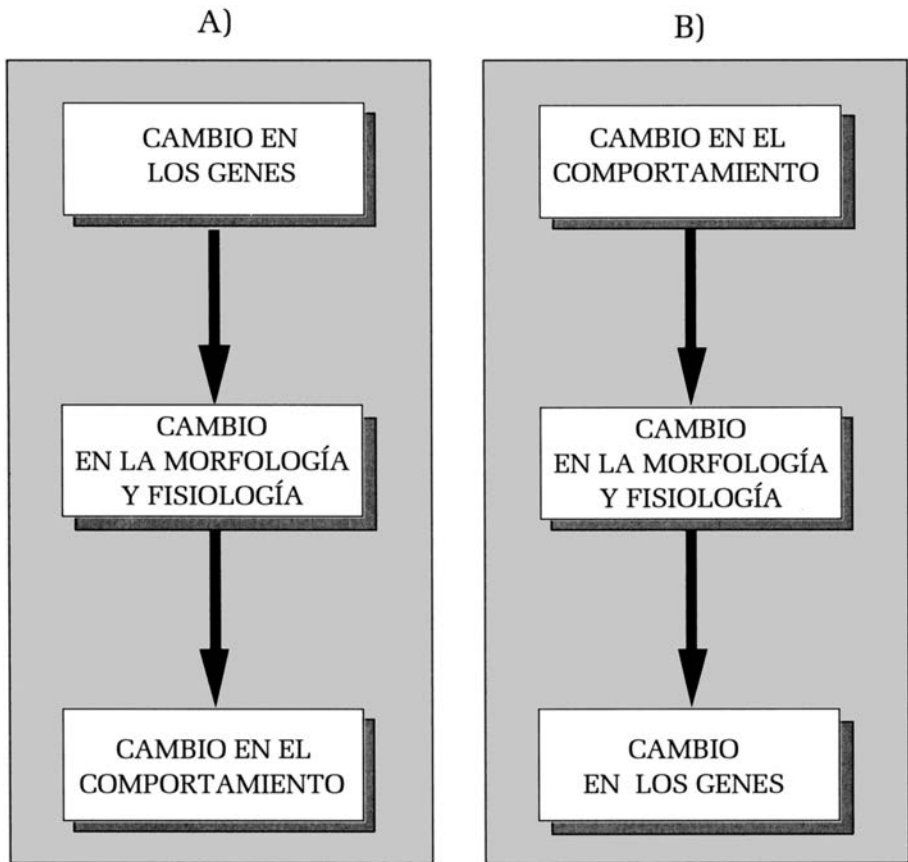 A)
CAMBIO EN
LOS GENES
CAMBIO
EN LA MORFOLOGÍA
Y FISIOLOGÍA
CAMBIO EN EL
COMPORTAMIENTO
B)
CAMBIO EN EL
COMPORTAMIENTO
CAMBIO
EN LA MORFOLOGÍA
Y FISIOLOGÍA
CAMBIO
EN LOS GENES